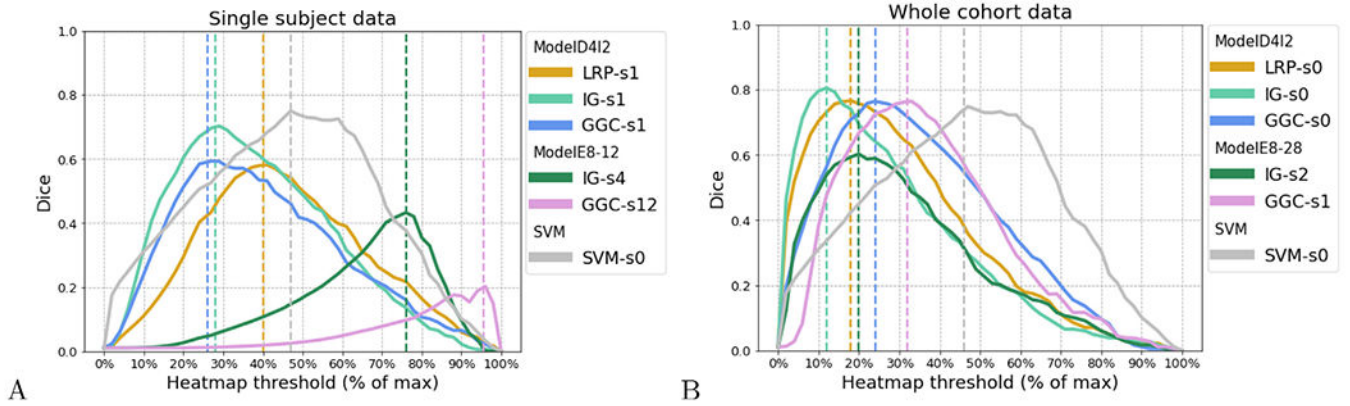 Single subject data
1.0
0.8
0.6
0.4
0.2
0.0
Dice
0% 10% 20% 30% 40% 50% 60% 70% 80% 90% 100%
Heatmap threshold (% of max)
ModelD4I2
LRP-s1
IG-s1
GGC-s1
ModelE8-12
IG-s4
GGC-s12
SVM
SVM-s0
A
Whole cohort data
1.0
0.8
0.6
0.4
0.2
0.0
Dice
0% 10% 20% 30% 40% 50% 60% 70% 80% 90% 100%
Heatmap threshold (% of max)
ModelD4I2
LRP-s0
IG-s0
GGC-s0
ModelE8-28
IG-s2
GGC-s1
SVM
SVM-s0
B